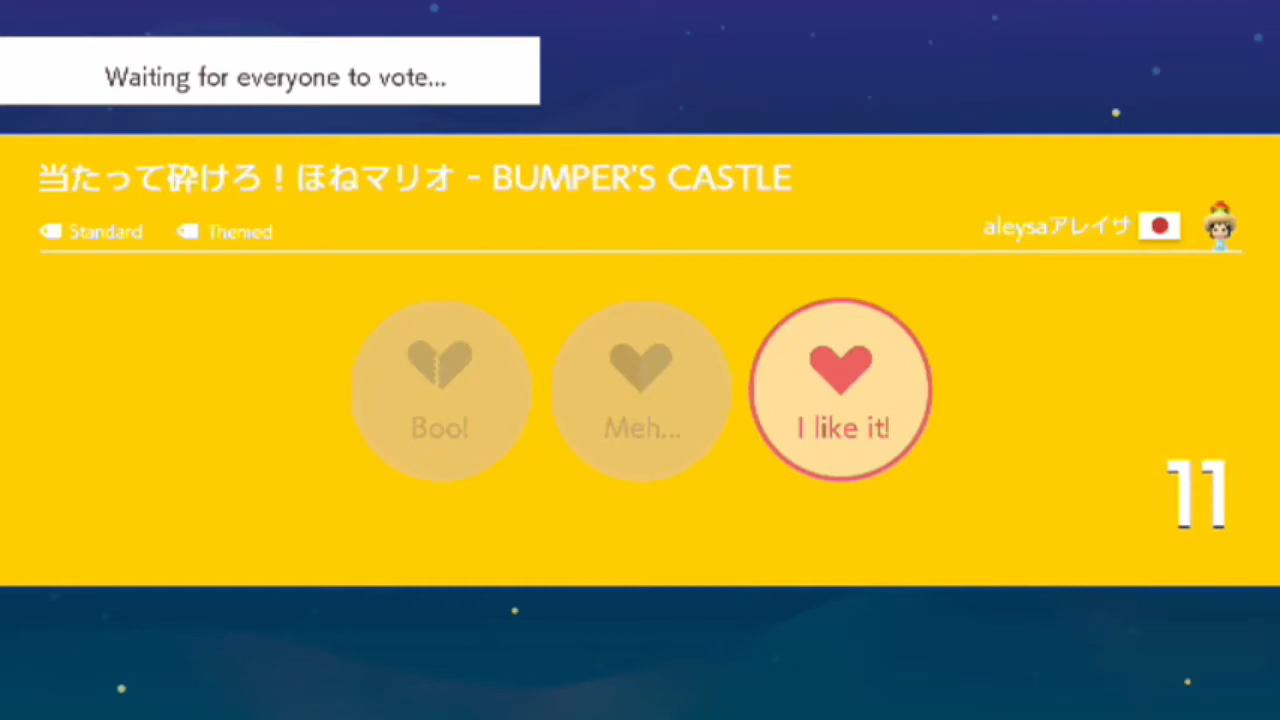 Waiting for everyone to vote...
当たって砕けろ！ほねマリオ - BUMPER'S CASTLE
Standard Themed
aleysaアレイサ
Boo! Meh... I like it!
11